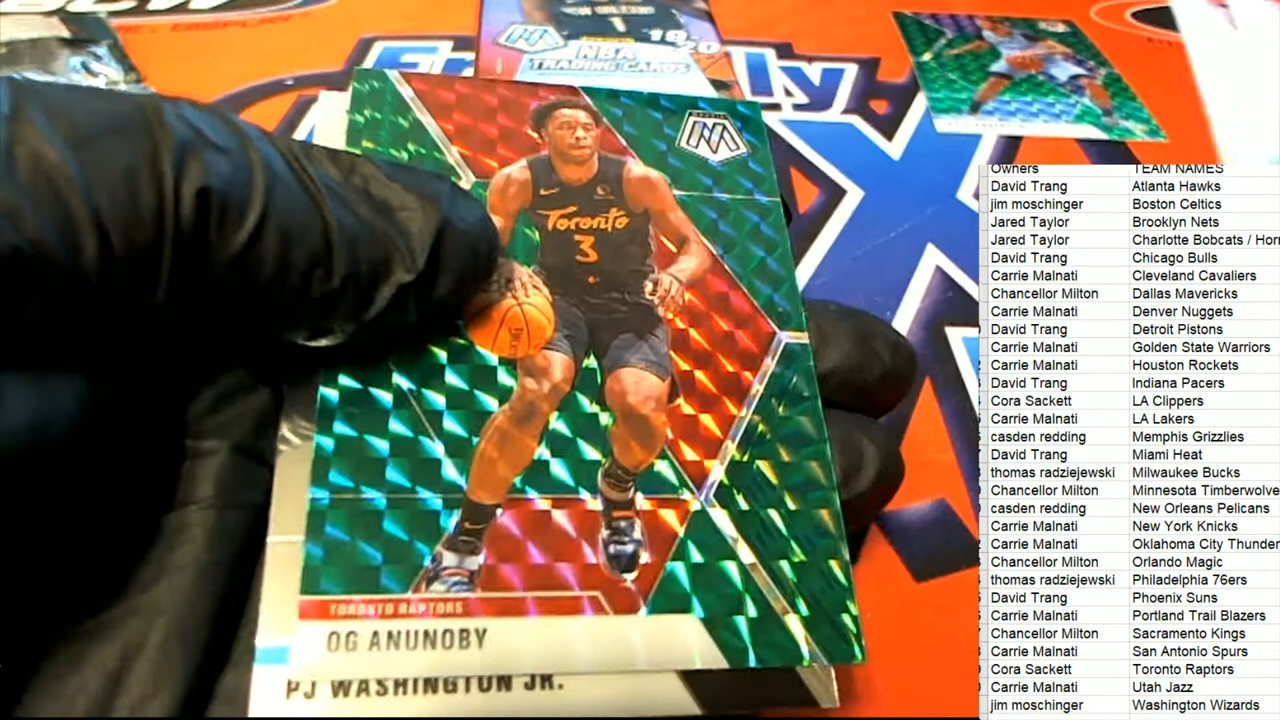 NBA
TRADING CARDS
19-20
Toronto
3
TORONTO RAPTORS
OG ANUNOBY
PJ WASHINGTON JR.
Owners TEAM NAMES
David Trang Atlanta Hawks
jim moschinger Boston Celtics
Jared Taylor Brooklyn Nets
Jared Taylor Charlotte Bobcats / Horr
David Trang Chicago Bulls
Carrie Malnati Cleveland Cavaliers
Chancellor Milton Dallas Mavericks
Carrie Malnati Denver Nuggets
David Trang Detroit Pistons
Carrie Malnati Golden State Warriors
Carrie Malnati Houston Rockets
David Trang Indiana Pacers
Cora Sackett LA Clippers
Carrie Malnati LA Lakers
casden redding Memphis Grizzlies
David Trang Miami Heat
thomas radziejewski Milwaukee Bucks
Chancellor Milton Minnesota Timberwolve
casden redding New Orleans Pelicans
Carrie Malnati New York Knicks
Carrie Malnati Oklahoma City Thunder
Chancellor Milton Orlando Magic
thomas radziejewski Philadelphia 76ers
David Trang Phoenix Suns
Carrie Malnati Portland Trail Blazers
Chancellor Milton Sacramento Kings
Carrie Malnati San Antonio Spurs
Cora Sackett Toronto Raptors
Carrie Malnati Utah Jazz
jim moschinger Washington Wizards